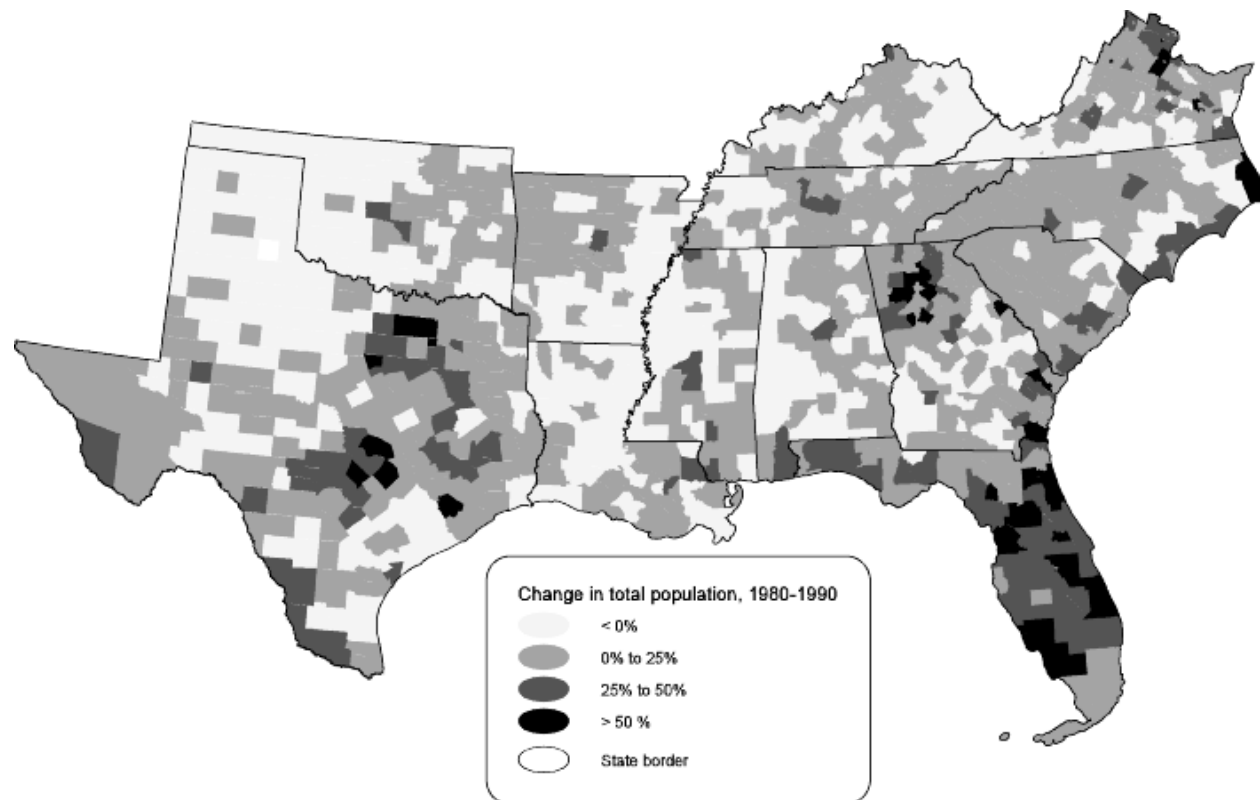 Change in total population, 1980-1990
< 0%
0% to 25%
25% to 50%
> 50 %
State border